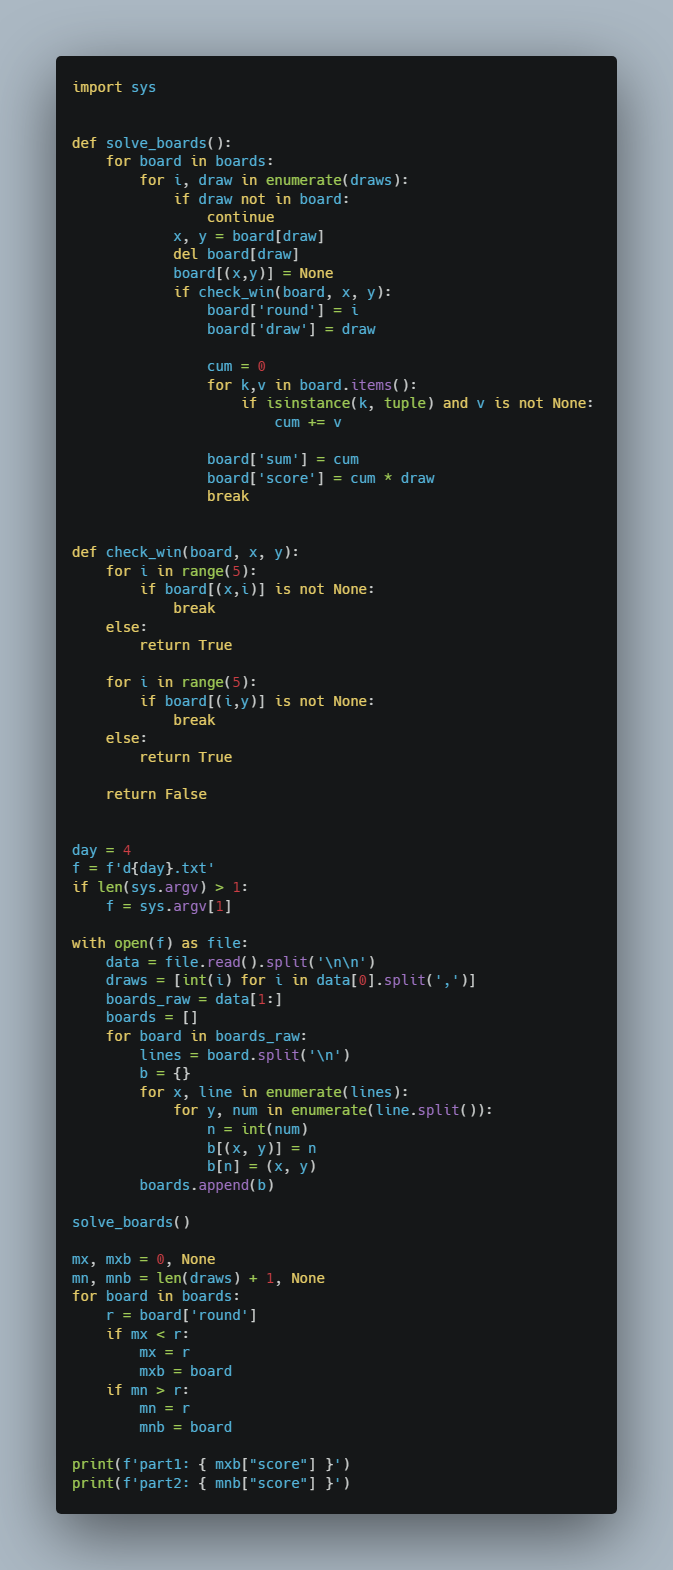 import sys


def solve_boards():
    for board in boards:
        for i, draw in enumerate(draws):
            if draw not in board:
                continue
            x, y = board[draw]
            del board[draw]
            board[(x,y)] = None
            if check_win(board, x, y):
                board['round'] = i
                board['draw'] = draw

                cum = 0
                for k,v in board.items():
                    if isinstance(k, tuple) and v is not None:
                        cum += v

                board['sum'] = cum
                board['score'] = cum * draw
                break


def check_win(board, x, y):
    for i in range(5):
        if board[(x,i)] is not None:
            break
    else:
        return True

    for i in range(5):
        if board[(i,y)] is not None:
            break
    else:
        return True

    return False


day = 4
f = f'd{day}.txt'
if len(sys.argv) > 1:
    f = sys.argv[1]

with open(f) as file:
    data = file.read().split('\n\n')
    draws = [int(i) for i in data[0].split(',')]
    boards_raw = data[1:]
    boards = []
    for board in boards_raw:
        lines = board.split('\n')
        b = {}
        for x, line in enumerate(lines):
            for y, num in enumerate(line.split()):
                n = int(num)
                b[(x, y)] = n
                b[n] = (x, y)
        boards.append(b)

solve_boards()

mx, mxb = 0, None
mn, mnb = len(draws) + 1, None
for board in boards:
    r = board['round']
    if mx < r:
        mx = r
        mxb = board
    if mn > r:
        mn = r
        mnb = board

print(f'part1: { mxb["score"] }')
print(f'part2: { mnb["score"] }')